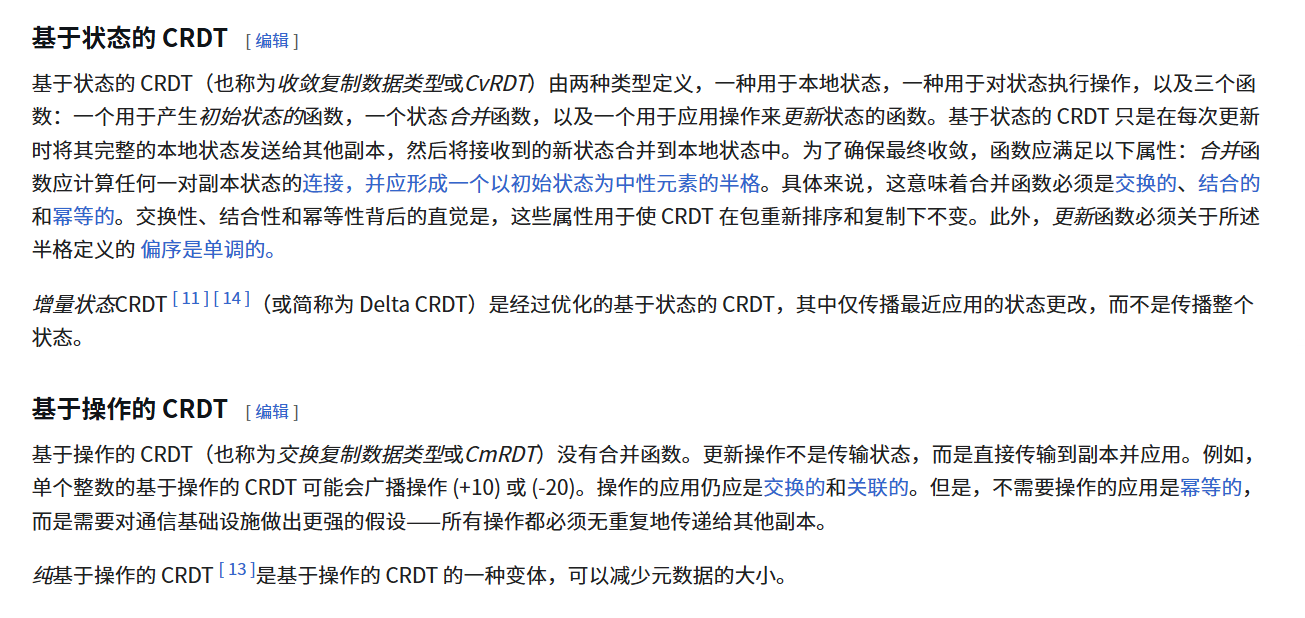 基于状态的 CRDT [ 编辑 ]
基于状态的 CRDT（也称为收敛复制数据类型或CvRDT）由两种类型定义，一种用于本地状态，一种用于对状态执行操作，以及三个函
数：一个用于产生初始状态的函数，一个状态合并函数，以及一个用于应用操作来更新状态的函数。基于状态的 CRDT 只是在每次更新
时将其完整的本地状态发送给其他副本，然后将接收到的新状态合并到本地状态中。为了确保最终收敛，函数应满足以下属性：合并函
数应计算任何一对副本状态的连接，并应形成一个以初始状态为中性元素的半格。具体来说，这意味着合并函数必须是交换的、结合的
和幂等的。交换性、结合性和幂等性背后的直觉是，这些属性用于使 CRDT 在包重新排序和复制下不变。此外，更新函数必须关于所述
半格定义的 偏序是单调的。
增量状态CRDT [ 11 ] [ 14 ]（或简称为 Delta CRDT）是经过优化的基于状态的 CRDT，其中仅传播最近应用的状态更改，而不是传播整个
状态。
基于操作的 CRDT [ 编辑 ]
基于操作的 CRDT（也称为交换复制数据类型或CmRDT）没有合并函数。更新操作不是传输状态，而是直接传输到副本并应用。例如，
单个整数的基于操作的 CRDT 可能会广播操作 (+10) 或 (-20)。操作的应用仍应是交换的和关联的。但是，不需要操作的应用是幂等的，
而是需要对通信基础设施做出更强的假设——所有操作都必须无重复地传递给其他副本。
纯基于操作的 CRDT [ 13 ]是基于操作的 CRDT 的一种变体，可以减少元数据的大小。